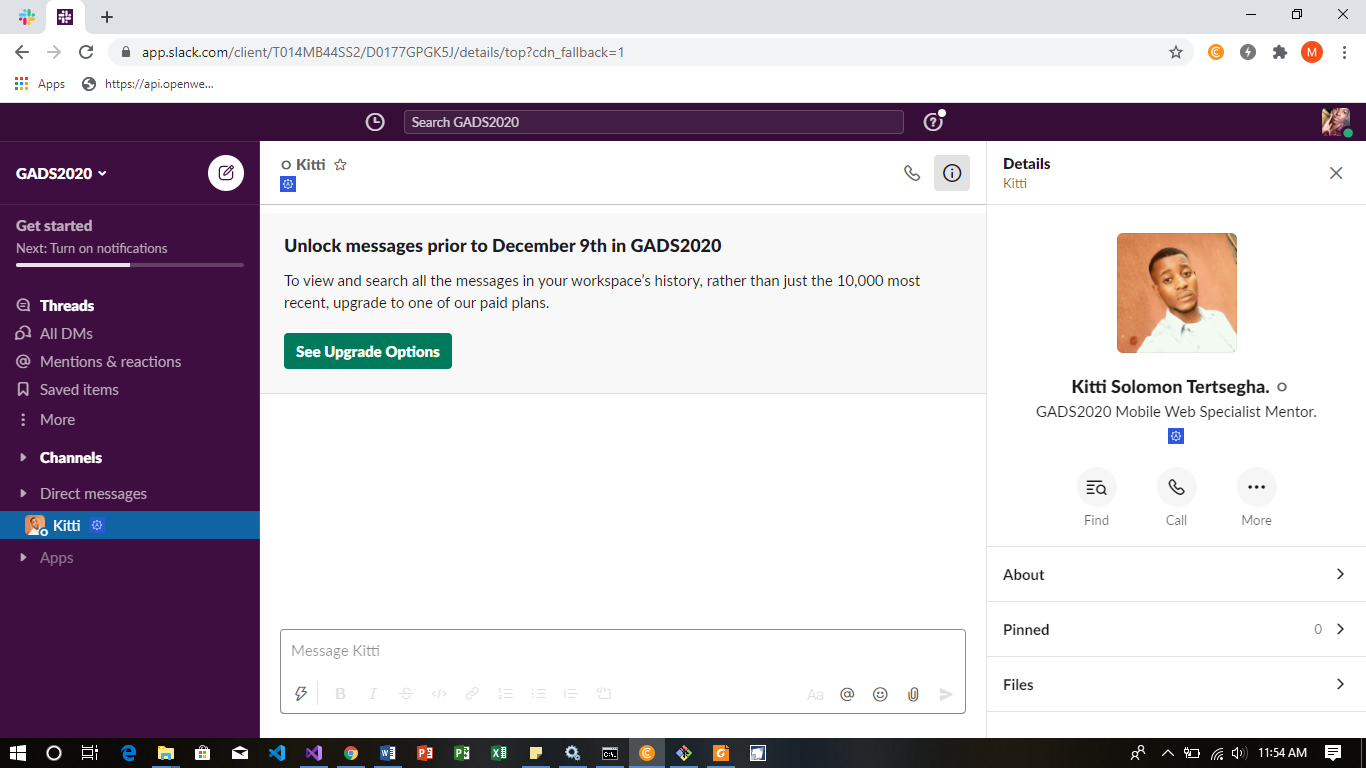 app.slack.com/client/T014MB44SS2/D0177GPGK5J/details/top?cdn_fallback=1
M
Apps
https://api.openwe...
Search GADS2020
GADS2020
Get started
Next: Turn on notifications
Threads
All DMs
Mentions & reactions
Saved items
More
Channels
Direct messages
Kitti
Apps
Kitti
Unlock messages prior to December 9th in GADS2020
To view and search all the messages in your workspace's history, rather than just the 10,000 most
recent, upgrade to one of our paid plans.
See Upgrade Options
Message Kitti
B I S Aa @
Details
Kitti
Kitti Solomon Tertsegha.
GADS2020 Mobile Web Specialist Mentor.
Find Call More
About
Pinned 0
Files
11:54 AM